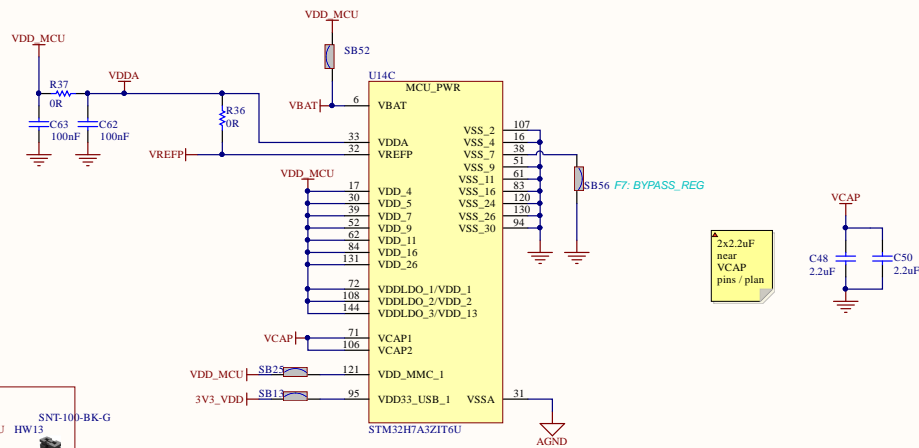 VDD_MCU
SB52
VDD_MCU
R37
0R
VDDA
C63
100nF
C62
100nF
R36
0R
VREFP
VBAT
U14C
MCU_PWR
6 VBAT
33 VDDA
32 VREFP
VDD_MCU
17 VDD_4
30 VDD_5
39 VDD_7
52 VDD_9
62 VDD_11
84 VDD_16
131 VDD_26
72 VDDLDO_1/VDD_1
108 VDDLDO_2/VDD_2
144 VDDLDO_3/VDD_13
VCAP
71 VCAP1
106 VCAP2
VDD_MCU SB25 121 VDD_MMC_1
3V3_VDD SB13 95 VDD33_USB_1
VSS_2 107
VSS_4 16
VSS_7 38
VSS_9 51
VSS_11 61
VSS_16 83
VSS_24 120
VSS_26 130
VSS_30 94
VSSA 31
AGND
STM32H7A3ZIT6U
SB56 F7: BYPASS_REG
2x2.2uF
near
VCAP
pins / plan
VCAP
C48
2.2uF
C50
2.2uF
SNT-100-BK-G
U HW13